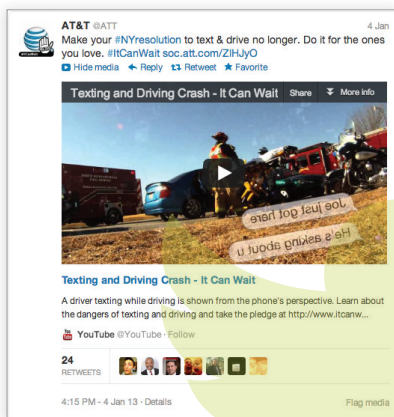 AT&T @ATT 4 Jan
Make your #NYresolution to text & drive no longer. Do it for the ones
you love. #ItCanWait soc.att.com/ZIHJyO
Hide media Reply Retweet Favorite
Texting and Driving Crash - It Can Wait Share More info
Joe just got here
He's asking about u
Texting and Driving Crash - It Can Wait
A driver texting while driving is shown from the phone's perspective. Learn about
the dangers of texting and driving and take the pledge at http://www.itcanw...
YouTube @YouTube · Follow
24
RETWEETS
4:15 PM - 4 Jan 13 · Details Flag media